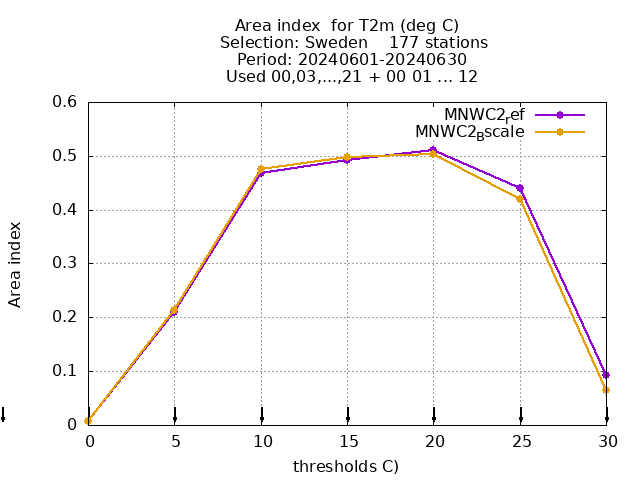 Area index  for T2m (deg C)
Selection: Sweden    177 stations
Period: 20240601-20240630
Used 00,03,...,21 + 00 01 ... 12
MNWC2ref
MNWC2Bscale
0.6
0.5
0.4
0.3
0.2
0.1
0
Area index
0 5 10 15 20 25 30
thresholds C)